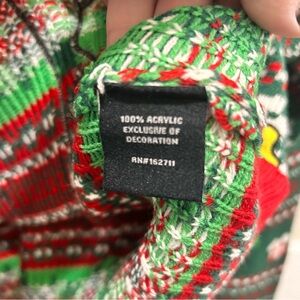 100% ACRYLIC
EXCLUSIVE OF
DECORATION
RN#162711